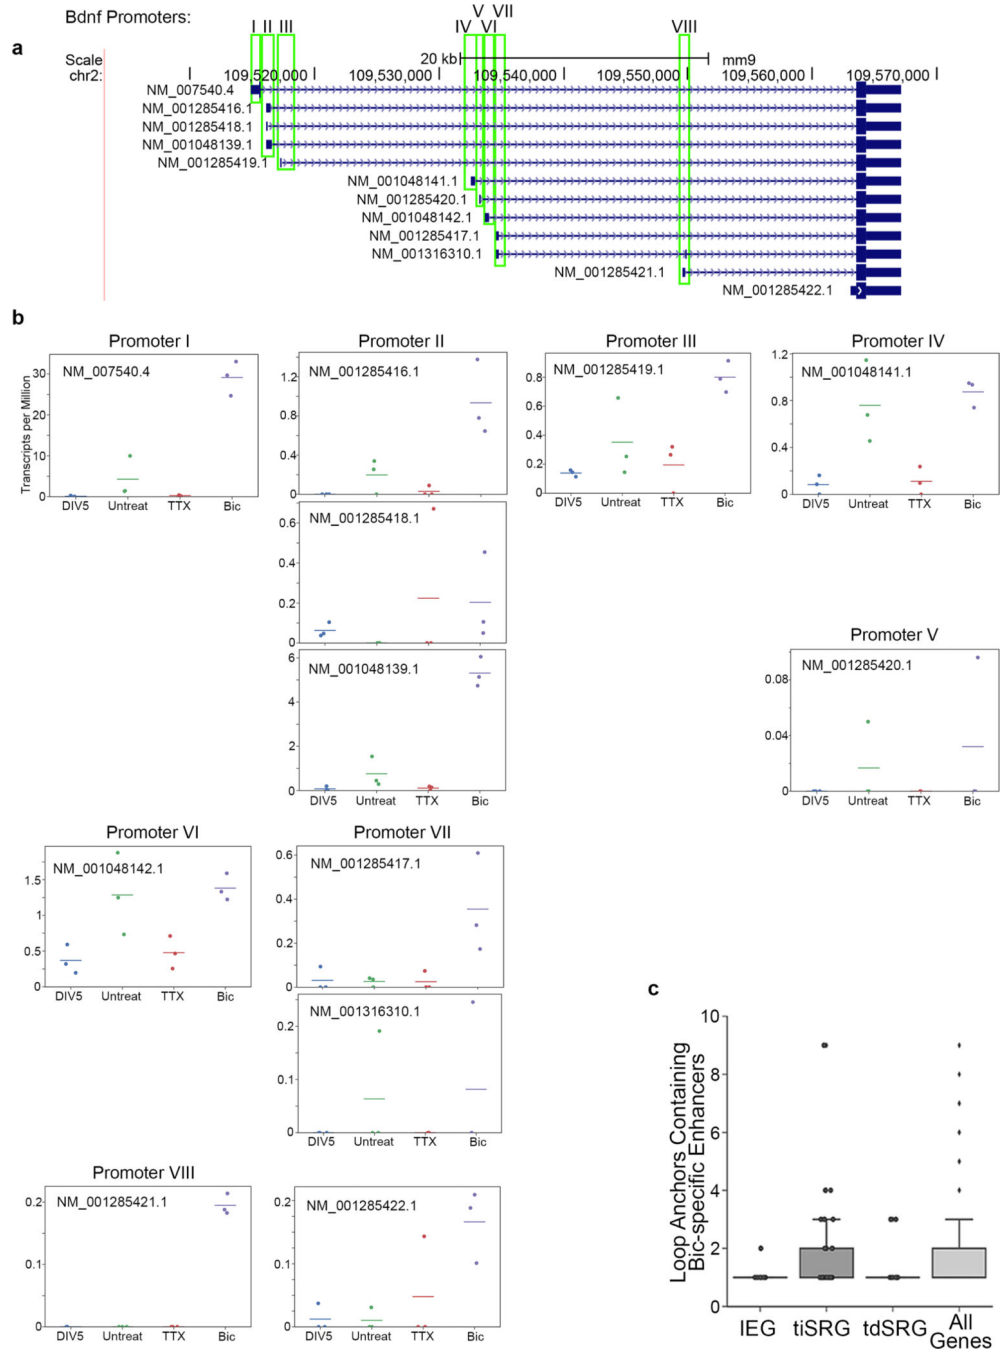 Bdnf Promoters:
I II III IV V VI VII VIII
a
Scale
20 kb
mm9
chr2:
109,520,000
109,530,000
109,540,000
109,550,000
109,560,000
109,570,000
NM_007540.4
NM_001285416.1
NM_001285418.1
NM_001048139.1
NM_001285419.1
NM_001048141.1
NM_001285420.1
NM_001048142.1
NM_001285417.1
NM_001316310.1
NM_001285421.1
NM_001285422.1
b
Promoter I
Transcripts per Million
NM_007540.4
30
20
10
0
DIV5 Untreat TTX Bic
Promoter II
NM_001285416.1
1.2
0.8
0.4
0
NM_001285418.1
0.6
0.4
0.2
0
NM_001048139.1
6
4
2
0
DIV5 Untreat TTX Bic
Promoter III
NM_001285419.1
0.8
0.6
0.4
0.2
0
DIV5 Untreat TTX Bic
Promoter IV
NM_001048141.1
1.2
0.8
0.4
0
DIV5 Untreat TTX Bic
Promoter V
NM_001285420.1
0.08
0.04
0
DIV5 Untreat TTX Bic
Promoter VI
NM_001048142.1
1.5
1
0.5
0
DIV5 Untreat TTX Bic
Promoter VII
NM_001285417.1
0.6
0.4
0.2
0
NM_001316310.1
0.2
0.1
0
DIV5 Untreat TTX Bic
Promoter VIII
NM_001285421.1
0.2
0.1
0
DIV5 Untreat TTX Bic
NM_001285422.1
0.2
0.1
0
DIV5 Untreat TTX Bic
c
Loop Anchors Containing
Bic-specific Enhancers
10
8
6
4
2
0
IEG tiSRG tdSRG All
Genes